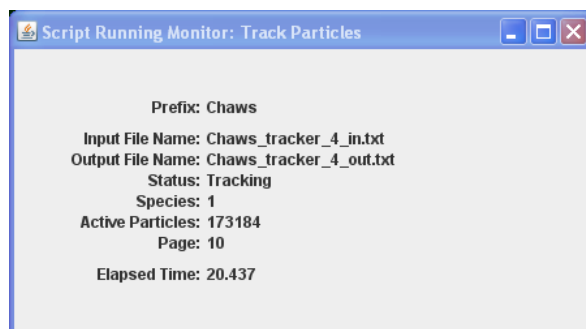 Script Running Monitor: Track Particles
Prefix: Chaws
Input File Name: Chaws_tracker_4_in.txt
Output File Name: Chaws_tracker_4_out.txt
Status: Tracking
Species: 1
Active Particles: 173184
Page: 10
Elapsed Time: 20.437